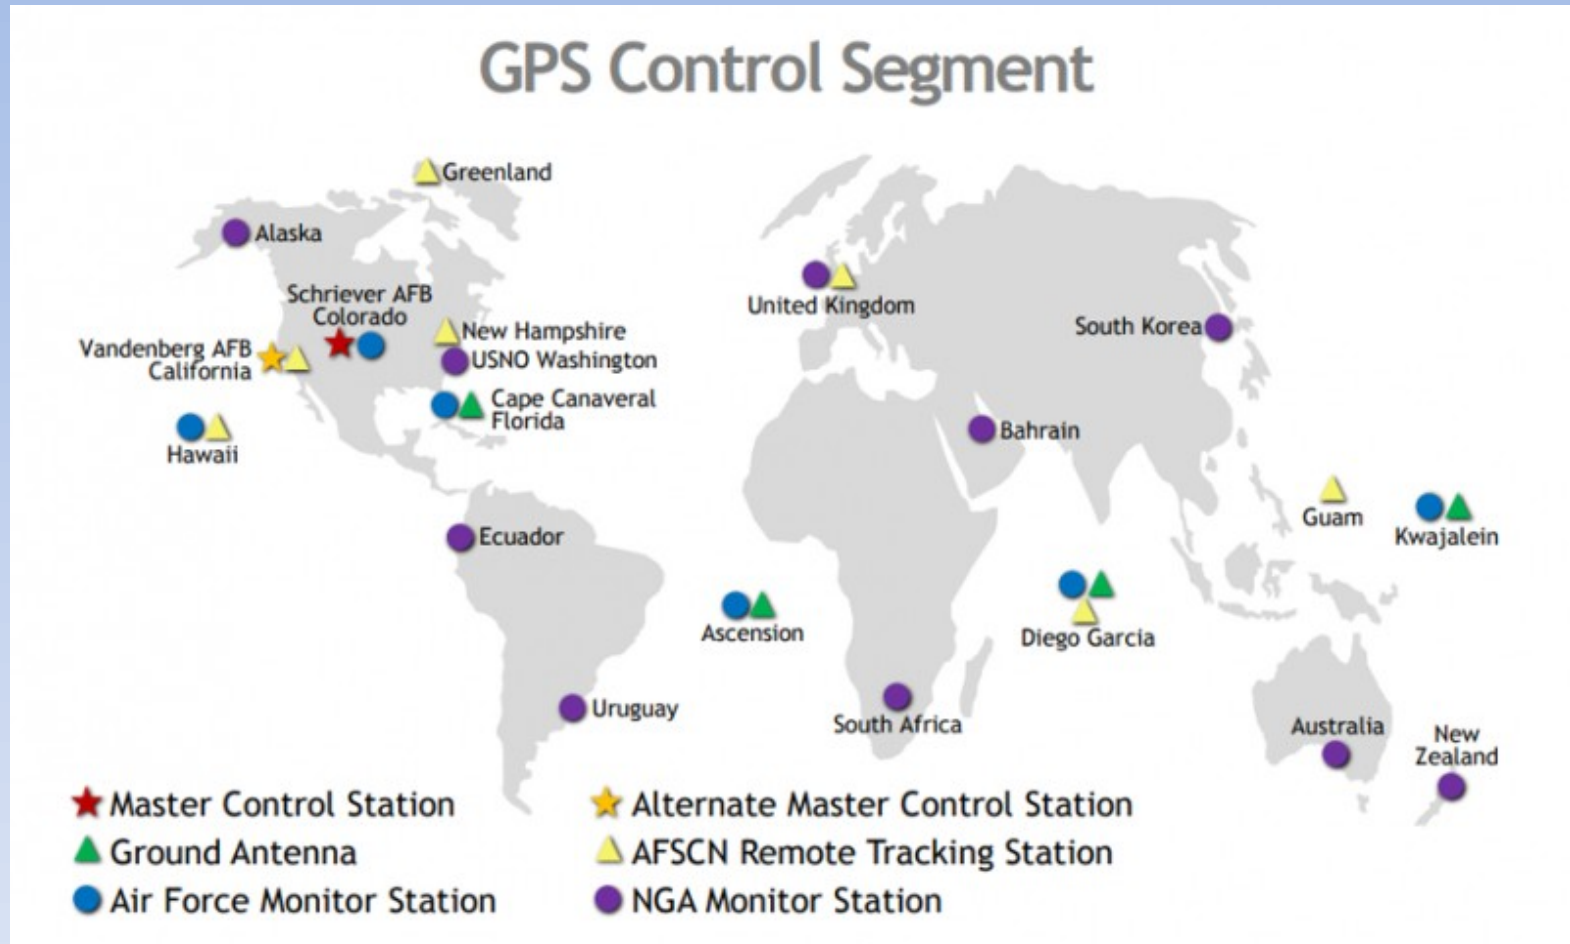 GPS Control Segment
Greenland
Alaska
Schriever AFB
Colorado
New Hampshire
Vandenberg AFB
California
USNO Washington
Cape Canaveral
Florida
Hawaii
United Kingdom
South Korea
Bahrain
Guam
Kwajalein
Ecuador
Ascension
Diego Garcia
Uruguay
South Africa
Australia
New
Zealand
Master Control Station
Alternate Master Control Station
Ground Antenna
AFSCN Remote Tracking Station
Air Force Monitor Station
NGA Monitor Station